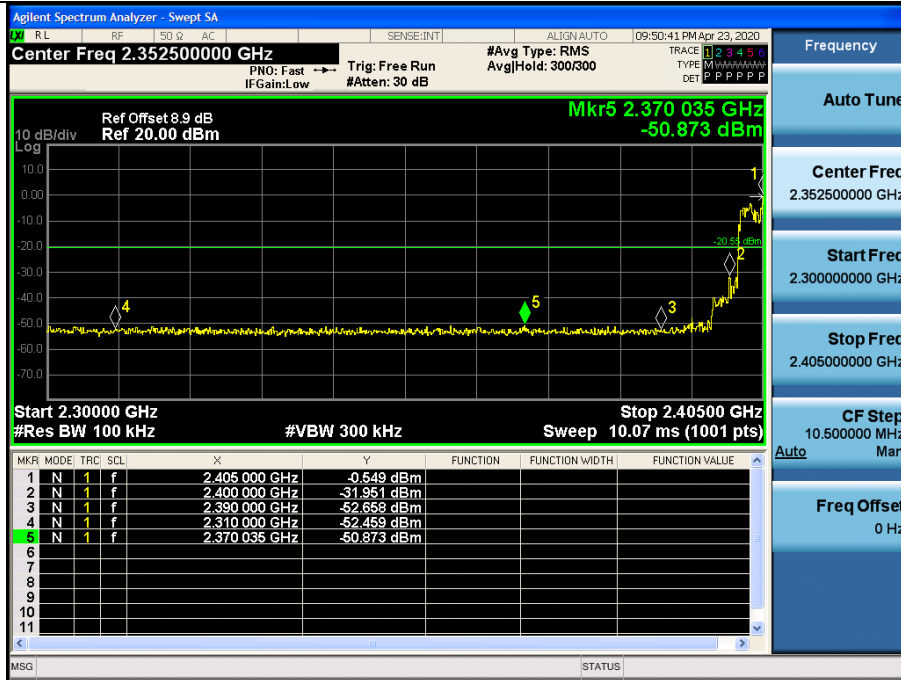 Agilent Spectrum Analyzer - Swept SA
LXI RL RF 50 Ω AC SENSE:INT ALIGN AUTO 09:50:41 PM Apr 23, 2020
Center Freq 2.352500000 GHz
PNO: Fast
IFGain:Low
Trig: Free Run
#Atten: 30 dB
#Avg Type: RMS
Avg|Hold: 300/300
TRACE 1 2 3 4 5 6
TYPE M W W W W W
DET P P P P P P
Mkr5 2.370 035 GHz
-50.873 dBm
Ref Offset 8.9 dB
10 dB/div Ref 20.00 dBm
Log
10.0
0.00
-10.0
-20.0
-30.0
-40.0
-50.0
-60.0
-70.0
1
-20.55 dBm
2
3
4
5
Start 2.30000 GHz Stop 2.40500 GHz
#Res BW 100 kHz #VBW 300 kHz Sweep 10.07 ms (1001 pts)
MKR MODE TRC SCL X Y FUNCTION FUNCTION WIDTH FUNCTION VALUE
1 N 1 f 2.405 000 GHz -0.549 dBm
2 N 1 f 2.400 000 GHz -31.951 dBm
3 N 1 f 2.390 000 GHz -52.658 dBm
4 N 1 f 2.310 000 GHz -52.459 dBm
5 N 1 f 2.370 035 GHz -50.873 dBm
6
7
8
9
10
11
MSG STATUS
Frequency
Auto Tune
Center Freq
2.352500000 GHz
Start Freq
2.300000000 GHz
Stop Freq
2.405000000 GHz
CF Step
10.500000 MHz
Auto Man
Freq Offset
0 Hz